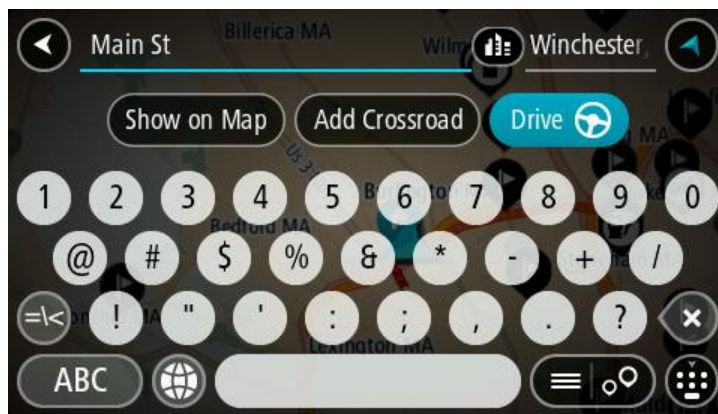 Main St
Winchester,
Billerica MA
Show on Map
Add Crossroad
Drive
1 2 3 4 5 6 7 8 9 0
Bedford MA
@ # $ % & * - + /
=\< ! " ' : ; , . ?
Lexington MA
ABC